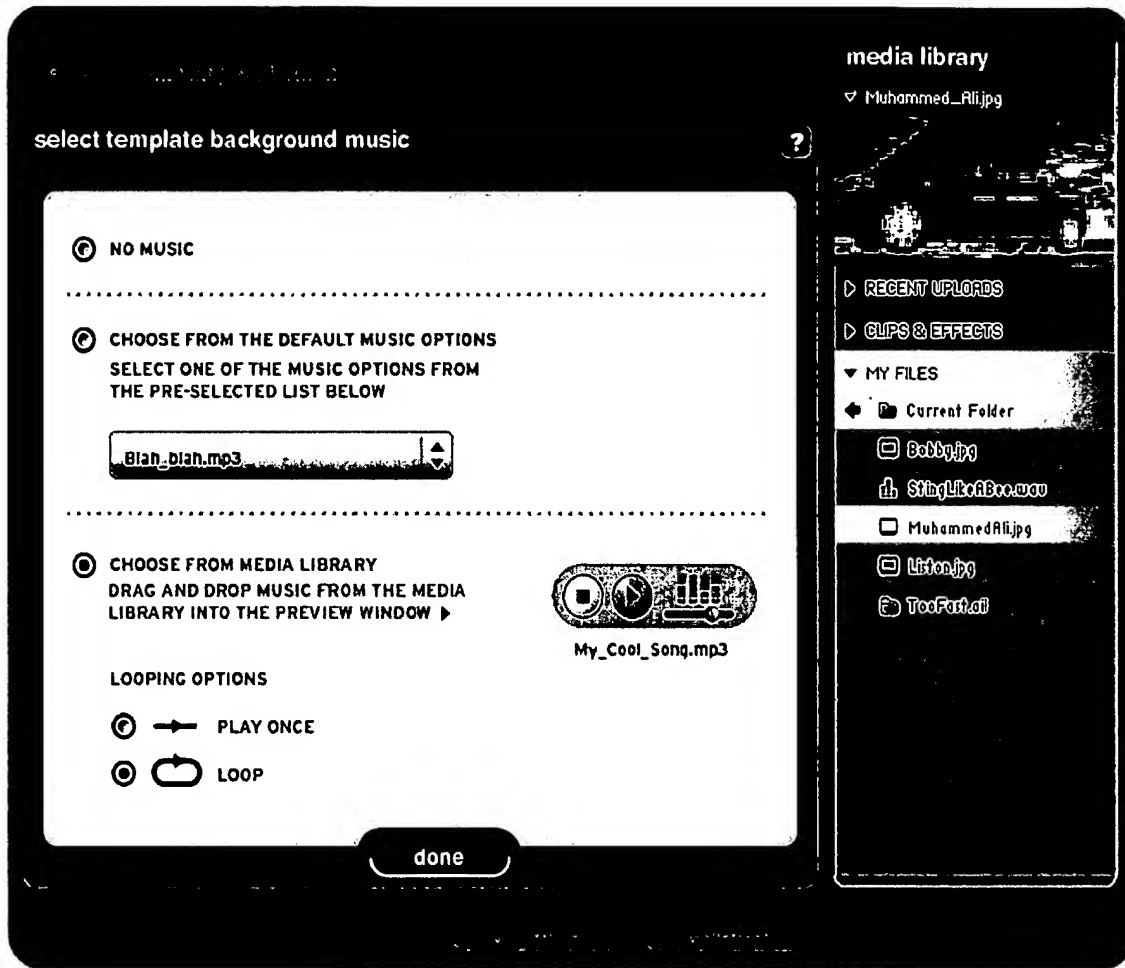 select template background music
?
NO MUSIC
CHOOSE FROM THE DEFAULT MUSIC OPTIONS
SELECT ONE OF THE MUSIC OPTIONS FROM
THE PRE-SELECTED LIST BELOW
Blah_blah.mp3
CHOOSE FROM MEDIA LIBRARY
DRAG AND DROP MUSIC FROM THE MEDIA
LIBRARY INTO THE PREVIEW WINDOW
My_Cool_Song.mp3
LOOPING OPTIONS
PLAY ONCE
LOOP
done
media library
Muhammed_Ali.jpg
RECENT UPLOADS
CLIPS & EFFECTS
MY FILES
Current Folder
Bobby.jpg
StingLikeABee.wav
MuhammedAli.jpg
Liston.jpg